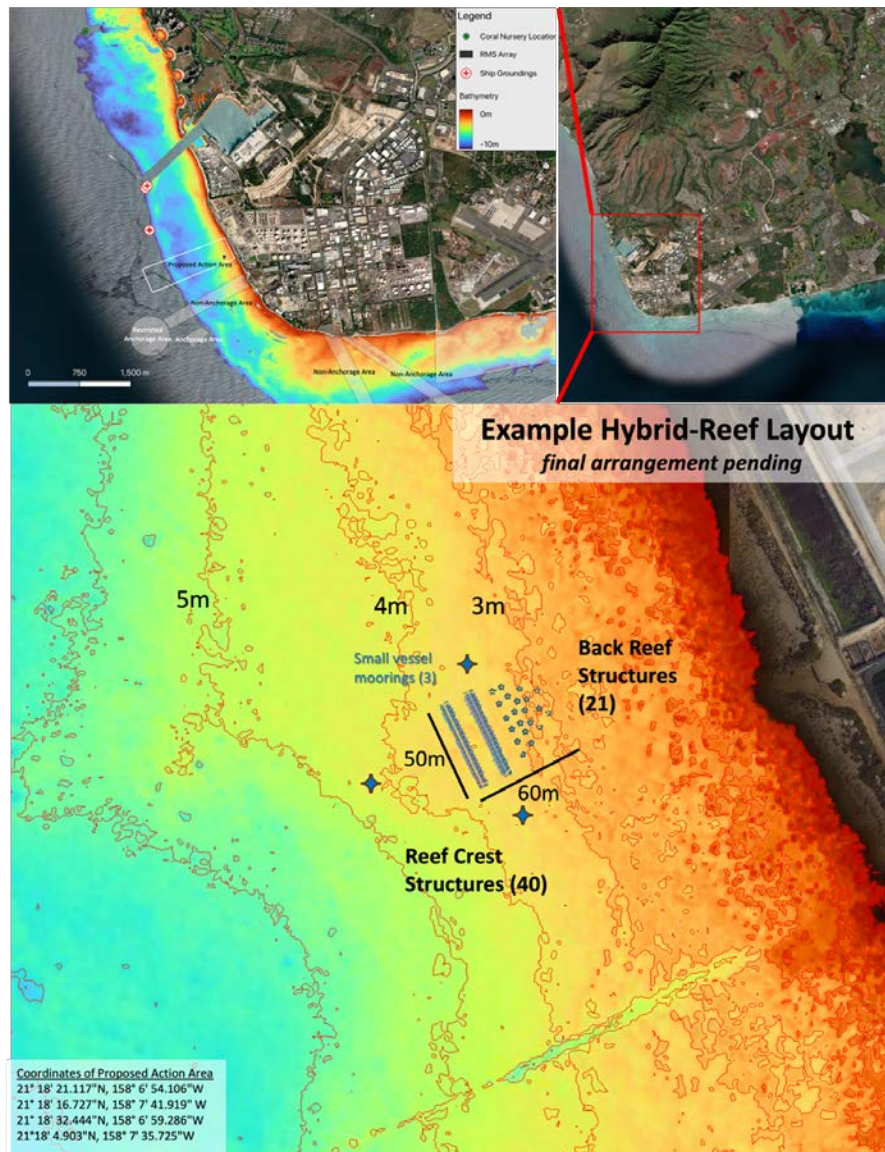 Legend
Coral Nursery Location
RMS Array
Ship Groundings
Bathymetry
0m
-10m
Proposed Action Area
Non-Anchorage Area
Restricted
Anchorage Area
Anchorage Area
Non-Anchorage Area
Non-Anchorage Area
0
750
1,500 m
Example Hybrid-Reef Layout
final arrangement pending
5m
4m
3m
Small vessel
moorings (3)
Back Reef
Structures
(21)
50m
60m
Reef Crest
Structures (40)
Coordinates of Proposed Action Area
21° 18' 21.117"N, 158° 6' 54.106"W
21° 18' 16.727"N, 158° 7' 41.919" W
21° 18' 32.444"N, 158° 6' 59.286"W
21°18' 4.903"N, 158° 7' 35.725"W